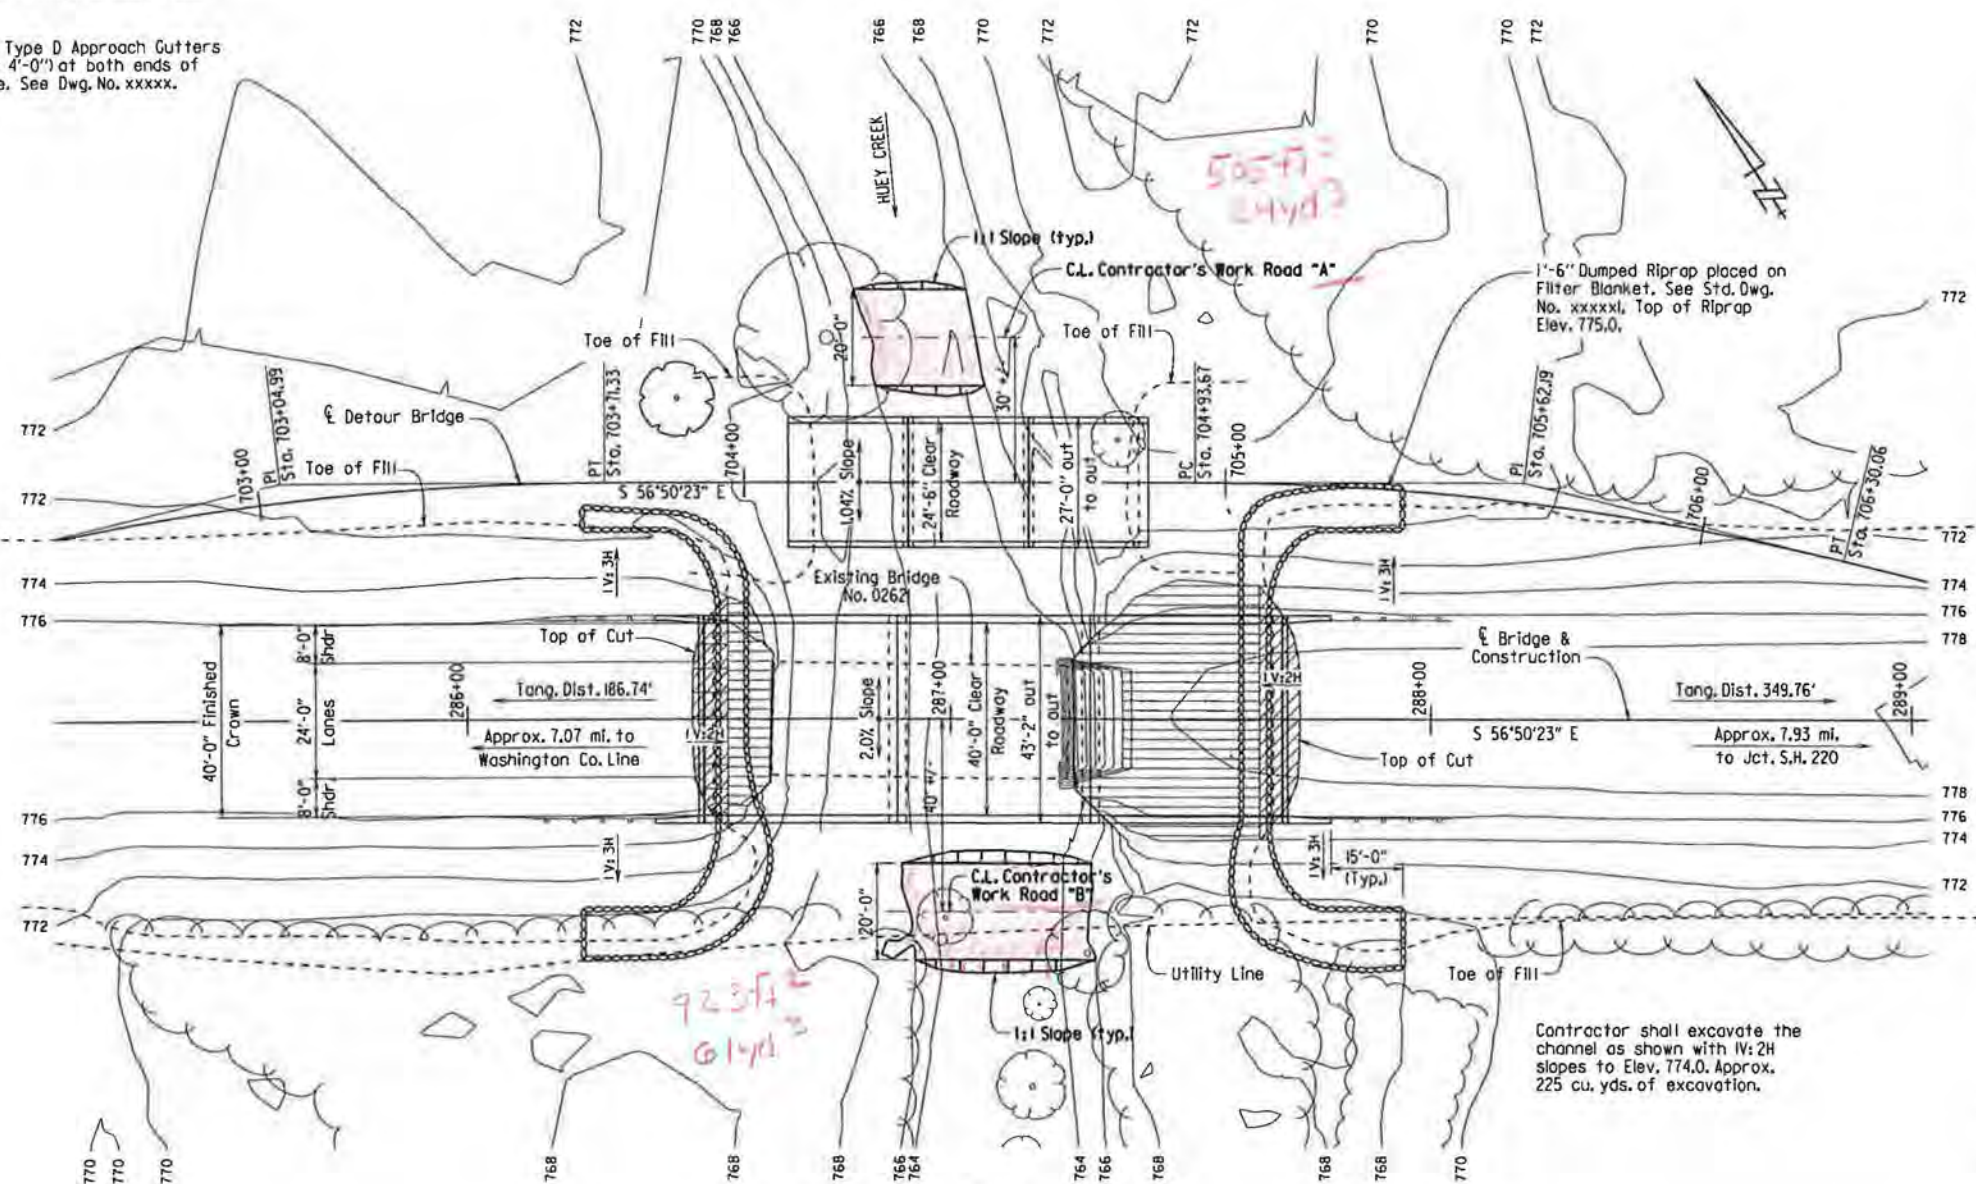 772
770
768
766
766
768
770
772
772
770
770
772
Type D Approach Gutters
4'-0") at both ends of
e. See Dwg. No. xxxxx.
HUEY CREEK
505 ft²
24 yd³
1:1 Slope (typ.)
C.L. Contractor's Work Road "A"
1'-6" Dumped Riprap placed on
Filter Blanket. See Std. Dwg.
No. xxxxxl. Top of Riprap
Elev. 775.0.
772
Toe of Fill
20'-0"
30' +/-
Toe of Fill
PI
Sta. 703+04.99
PT
Sta. 703+71.33
PC
Sta. 704+93.67
PI
Sta. 705+62.19
PT
Sta. 706+30.06
℄ Detour Bridge
772
703+00
Toe of Fill
704+00
705+00
706+00
S 56°50'23" E
1.04% Slope
24'-6" Clear
Roadway
27'-0" out
to out
772
772
1V: 3H
1V: 3H
774
774
Existing Bridge
No. 0262
776
776
Top of Cut
℄ Bridge &
Construction
778
8'-0"
Shdr
40'-0" Finished
Crown
24'-0"
Lanes
8'-0"
Shdr.
286+00
Tang. Dist. 186.74'
Approx. 7.07 mi. to
Washington Co. Line
1V:2H
2.0% Slope
287+00
40'-0" Clear
Roadway
43'-2" out
to out
40' +/-
1V:2H
288+00
Tang. Dist. 349.76'
289+00
S 56°50'23" E
Approx. 7.93 mi.
to Jct. S.H. 220
Top of Cut
778
776
776
774
774
1V: 3H
1V: 3H
15'-0"
(Typ.)
772
772
20'-0"
C.L. Contractor's
Work Road "B"
Utility Line
Toe of Fill
923 ft²
61 yd³
1:1 Slope (typ.)
Contractor shall excavate the
channel as shown with 1V: 2H
slopes to Elev. 774.0. Approx.
225 cu. yds. of excavation.
770
770
770
768
768
768
766
764
764
766
768
768
768
770